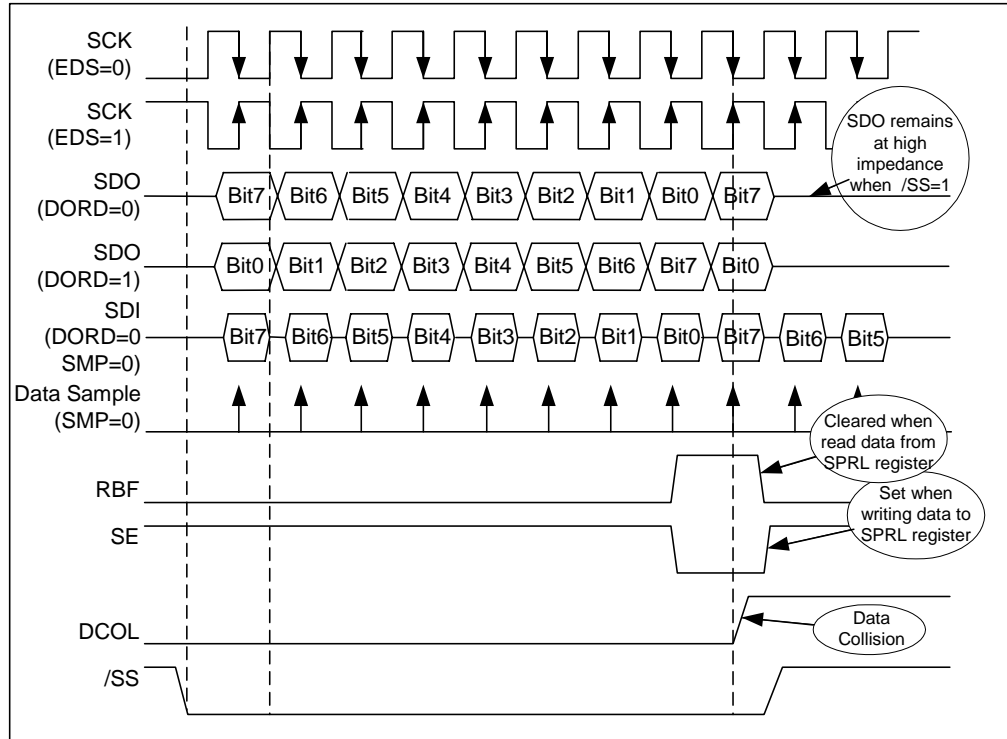 SCK
(EDS=0)
SCK
(EDS=1)
SDO remains
at high
impedance
when /SS=1
SDO
(DORD=0)
Bit7 Bit6 Bit5 Bit4 Bit3 Bit2 Bit1 Bit0 Bit7
SDO
(DORD=1)
Bit0 Bit1 Bit2 Bit3 Bit4 Bit5 Bit6 Bit7 Bit0
SDI
(DORD=0
SMP=0)
Bit7 Bit6 Bit5 Bit4 Bit3 Bit2 Bit1 Bit0 Bit7 Bit6 Bit5
Data Sample
(SMP=0)
Cleared when
read data from
SPRL register
RBF
Set when
writing data to
SPRL register
SE
DCOL
Data
Collision
/SS